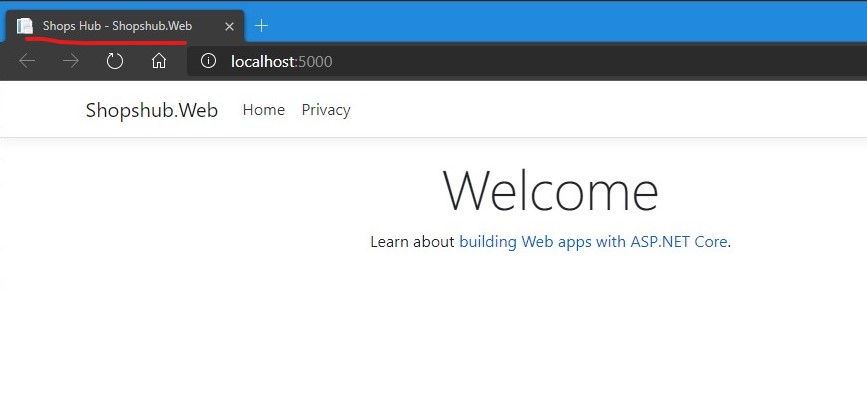 Shops Hub - Shopshub.Web
localhost:5000
Shopshub.Web Home Privacy
Welcome
Learn about building Web apps with ASP.NET Core.